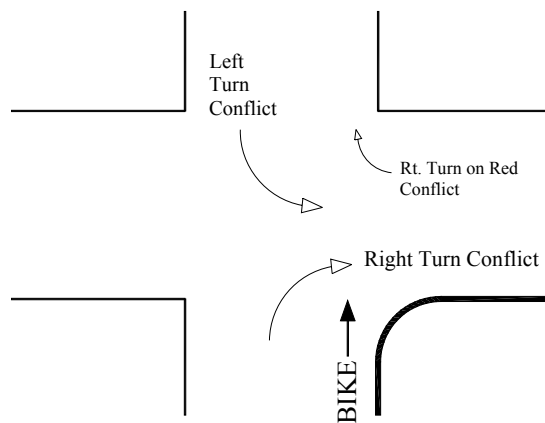 Left
Turn
Conflict
Rt. Turn on Red
Conflict
Right Turn Conflict
BIKE